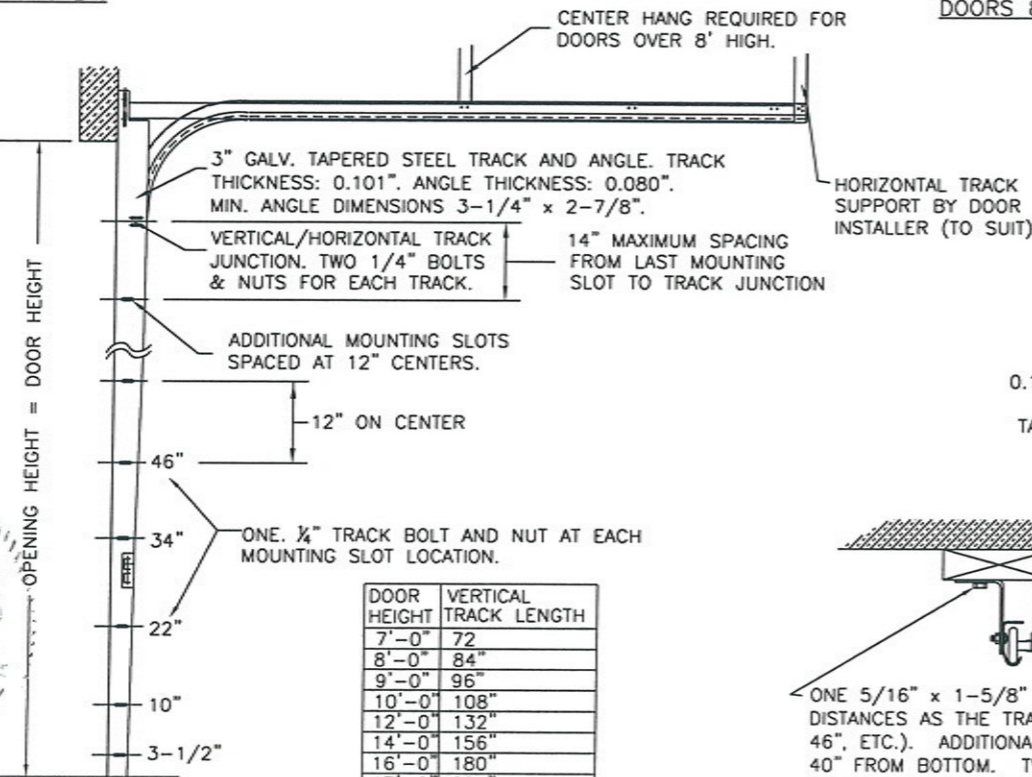 CENTER HANG REQUIRED FOR
DOORS OVER 8' HIGH.
DOORS
3" GALV. TAPERED STEEL TRACK AND ANGLE. TRACK
THICKNESS: 0.101". ANGLE THICKNESS: 0.080".
MIN. ANGLE DIMENSIONS 3-1/4" x 2-7/8".
HORIZONTAL TRACK
SUPPORT BY DOOR
INSTALLER (TO SUIT)
VERTICAL/HORIZONTAL TRACK
JUNCTION. TWO 1/4" BOLTS
& NUTS FOR EACH TRACK.
14" MAXIMUM SPACING
FROM LAST MOUNTING
SLOT TO TRACK JUNCTION
ADDITIONAL MOUNTING SLOTS
SPACED AT 12" CENTERS.
OPENING HEIGHT = DOOR HEIGHT
12" ON CENTER
46"
ONE. ¼" TRACK BOLT AND NUT AT EACH
MOUNTING SLOT LOCATION.
34"
22"
10"
3-1/2"
DOOR HEIGHT VERTICAL TRACK LENGTH
7'-0" 72
8'-0" 84"
9'-0" 96"
10'-0" 108"
12'-0" 132"
14'-0" 156"
16'-0" 180"
ONE 5/16" x 1-5/8"
DISTANCES AS THE
46", ETC.). ADDITIONA
40" FROM BOTTOM.